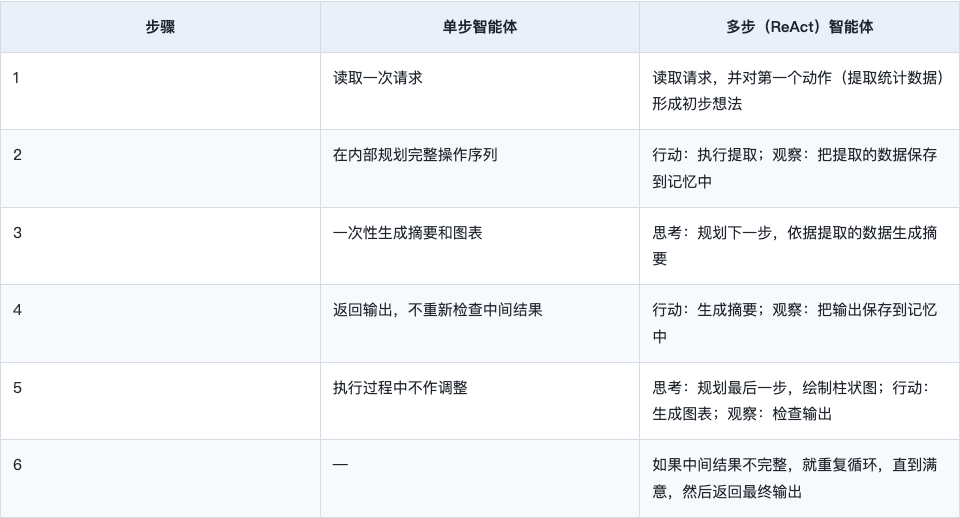 步骤
单步智能体
多步（ReAct）智能体
1
读取一次请求
读取请求，并对第一个动作（提取统计数据）
形成初步想法
2
在内部规划完整操作序列
行动：执行提取；观察：把提取的数据保存
到记忆中
3
一次性生成摘要和图表
思考：规划下一步，依据提取的数据生成摘
要
4
返回输出，不重新检查中间结果
行动：生成摘要；观察：把输出保存到记忆
中
5
执行过程中不作调整
思考：规划最后一步，绘制柱状图；行动：
生成图表；观察：检查输出
6
—
如果中间结果不完整，就重复循环，直到满
意，然后返回最终输出